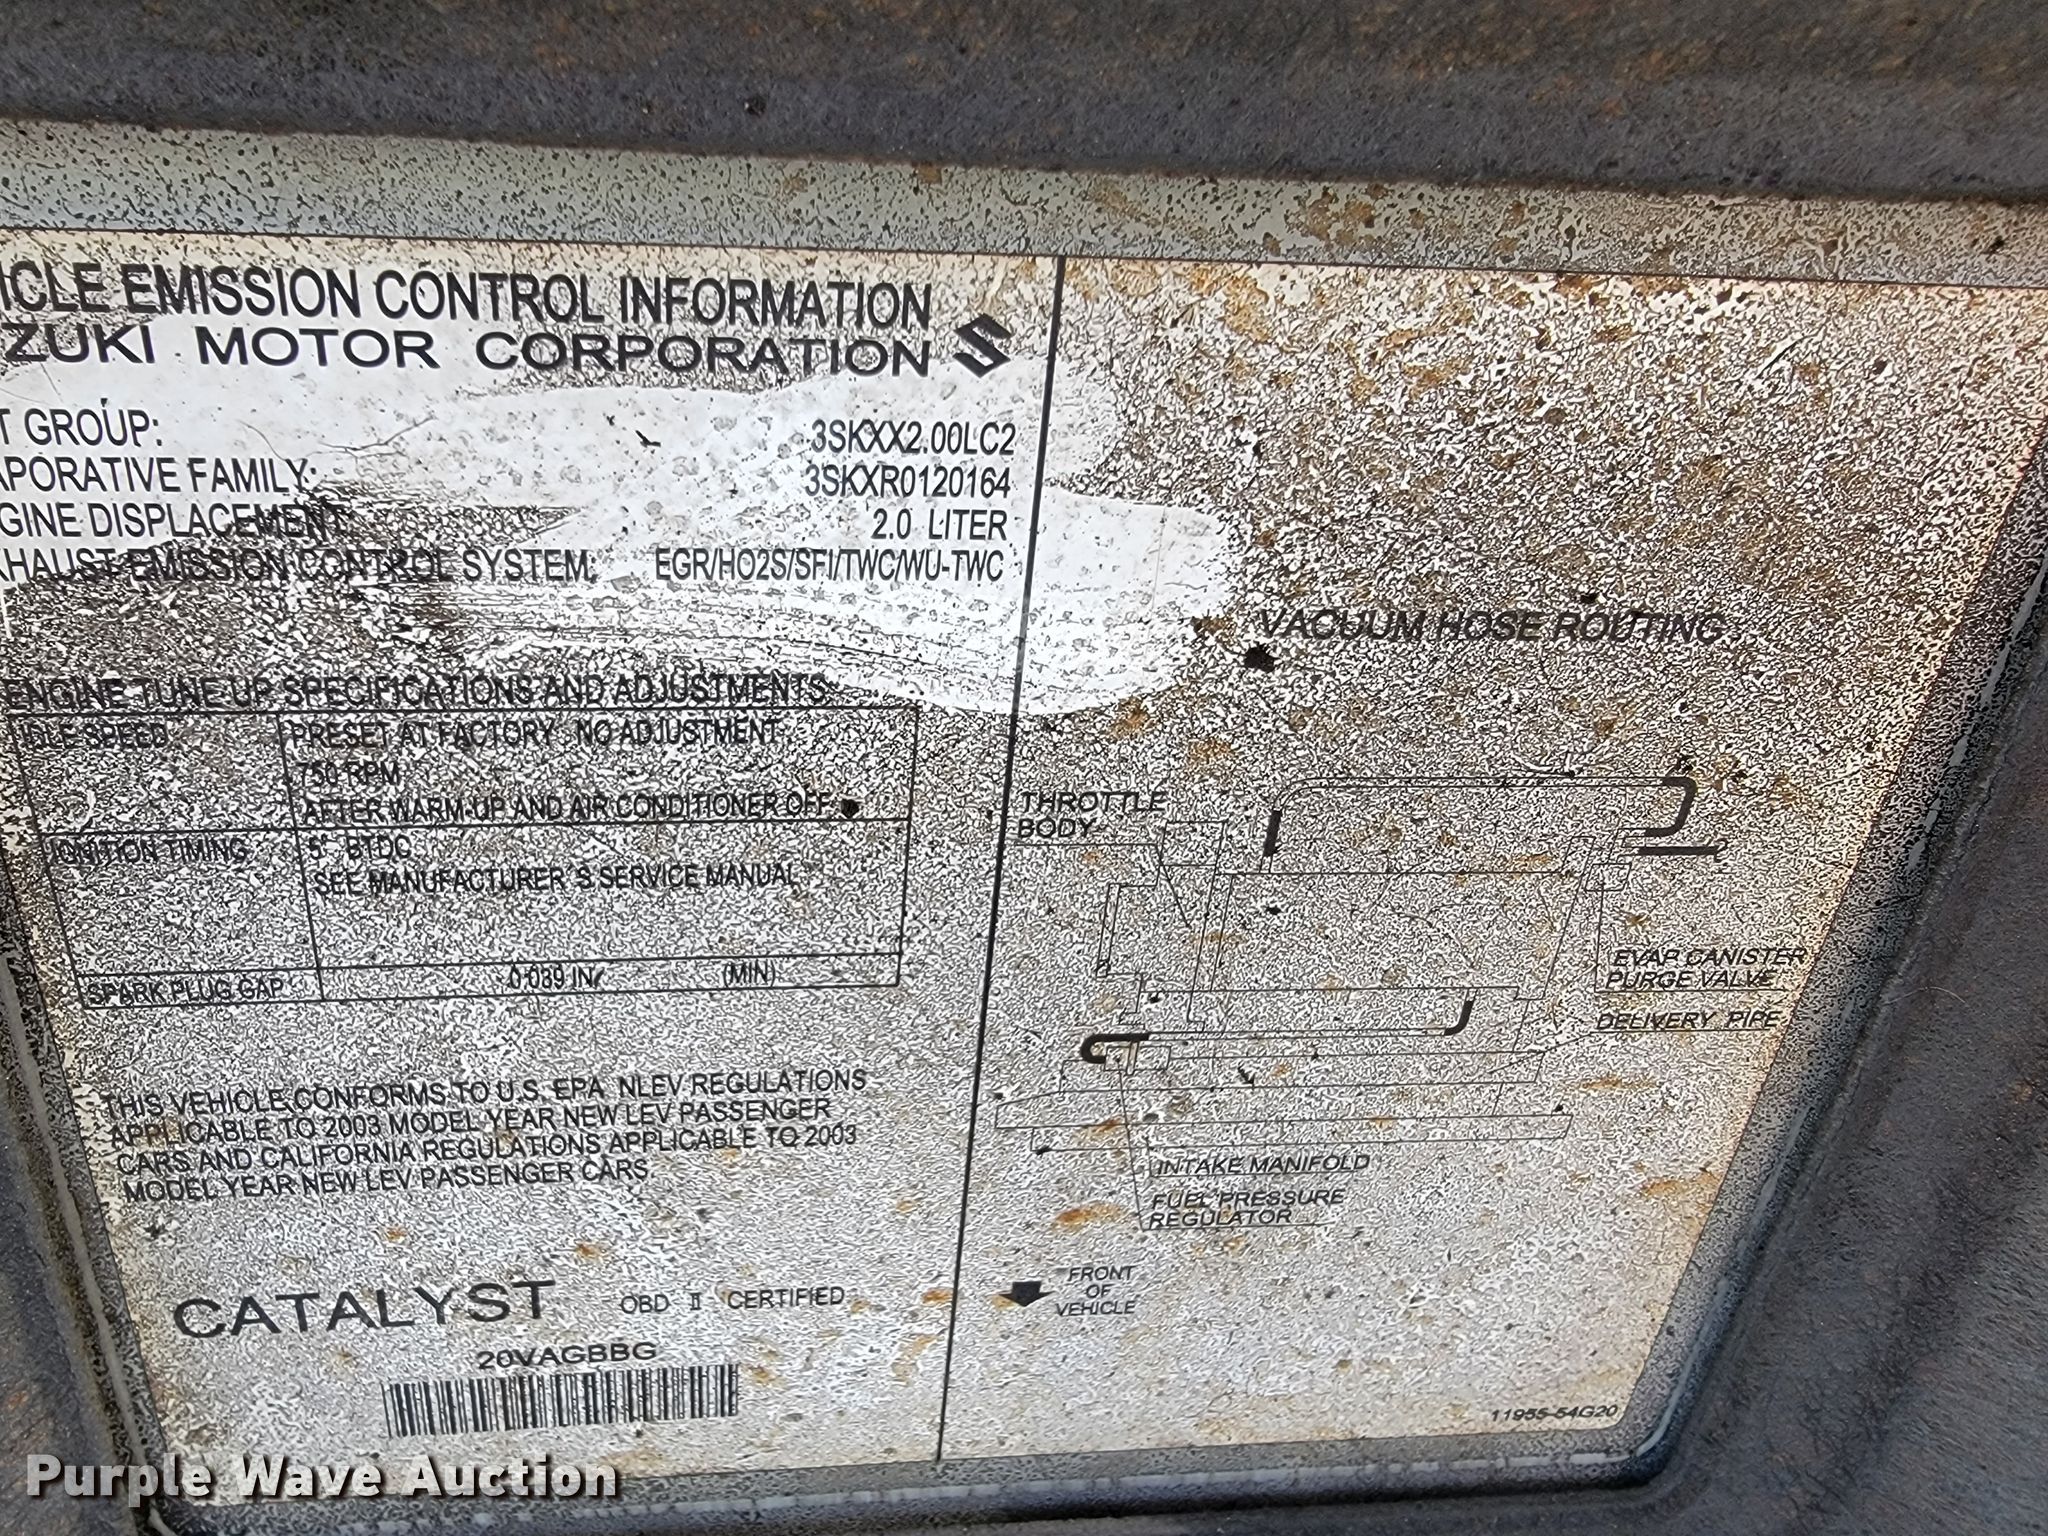 ICLE EMISSION CONTROL INFORMATION
ZUKI MOTOR CORPORATION
T GROUP: 3SKXX2.00LC2
APORATIVE FAMILY: 3SKXR0120164
GINE DISPLACEMENT: 2.0 LITER
HAUST EMISSION CONTROL SYSTEM: EGR/HO2S/SFI/TWC/WU-TWC
ENGINE TUNE UP SPECIFICATIONS AND ADJUSTMENTS:
IDLE SPEED PRESET AT FACTORY. NO ADJUSTMENT.
750 RPM
AFTER WARM-UP AND AIR CONDITIONER OFF.
IGNITION TIMING 5° BTDC
SEE MANUFACTURER'S SERVICE MANUAL
SPARK PLUG GAP 0.039 IN. (MIN)
THIS VEHICLE CONFORMS TO U.S. EPA NLEV REGULATIONS
APPLICABLE TO 2003 MODEL YEAR NEW LEV PASSENGER
CARS AND CALIFORNIA REGULATIONS APPLICABLE TO 2003
MODEL YEAR NEW LEV PASSENGER CARS.
CATALYST OBD II CERTIFIED
20VAGBBG
VACUUM HOSE ROUTING
THROTTLE
BODY
EVAP CANISTER
PURGE VALVE
DELIVERY PIPE
INTAKE MANIFOLD
FUEL PRESSURE
REGULATOR
FRONT
OF
VEHICLE
11955-54G20
Purple Wave Auction